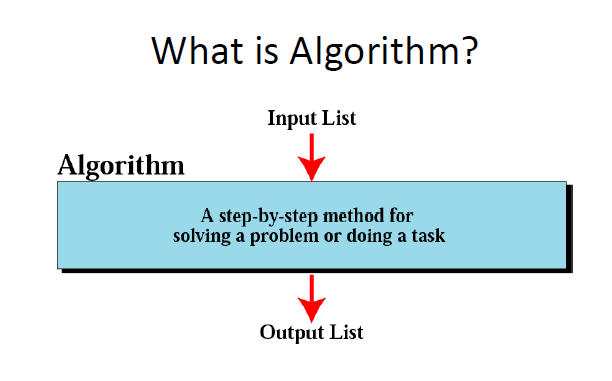 What is Algorithm?
Input List
Algorithm
A step-by-step method for
solving a problem or doing a task
Output List